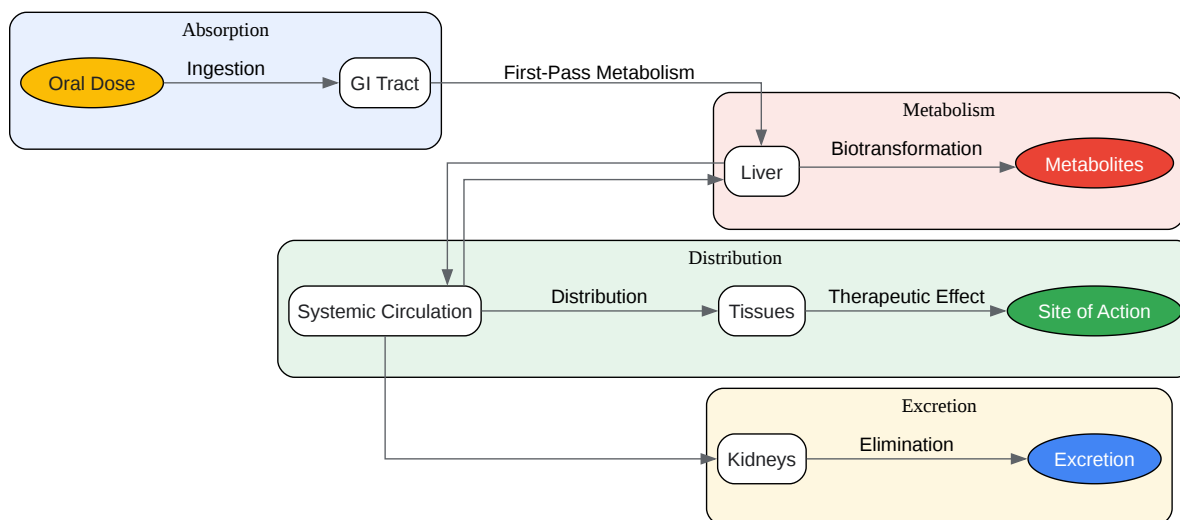 Absorption
Oral Dose
Ingestion
GI Tract
First-Pass Metabolism
Metabolism
Liver
Biotransformation
Metabolites
Distribution
Systemic Circulation
Distribution
Tissues
Therapeutic Effect
Site of Action
Excretion
Kidneys
Elimination
Excretion